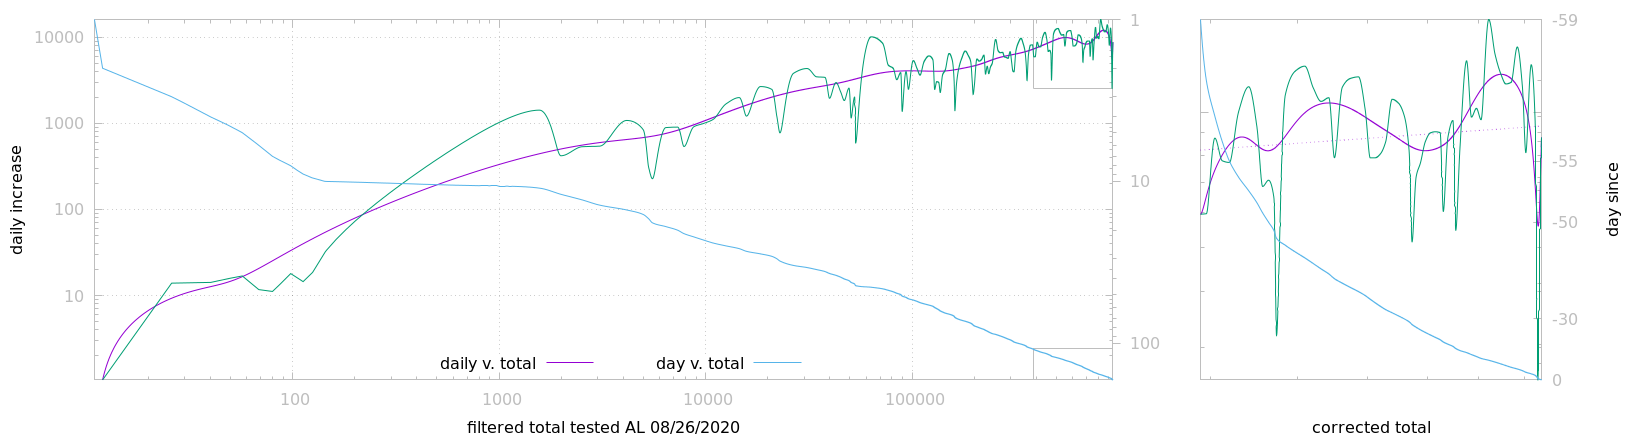 10000
1000
100
10
daily increase
1
10
100
daily v. total
day v. total
100
1000
10000
100000
filtered total tested AL 08/26/2020
-59
-55
-50
-30
0
day since
corrected total